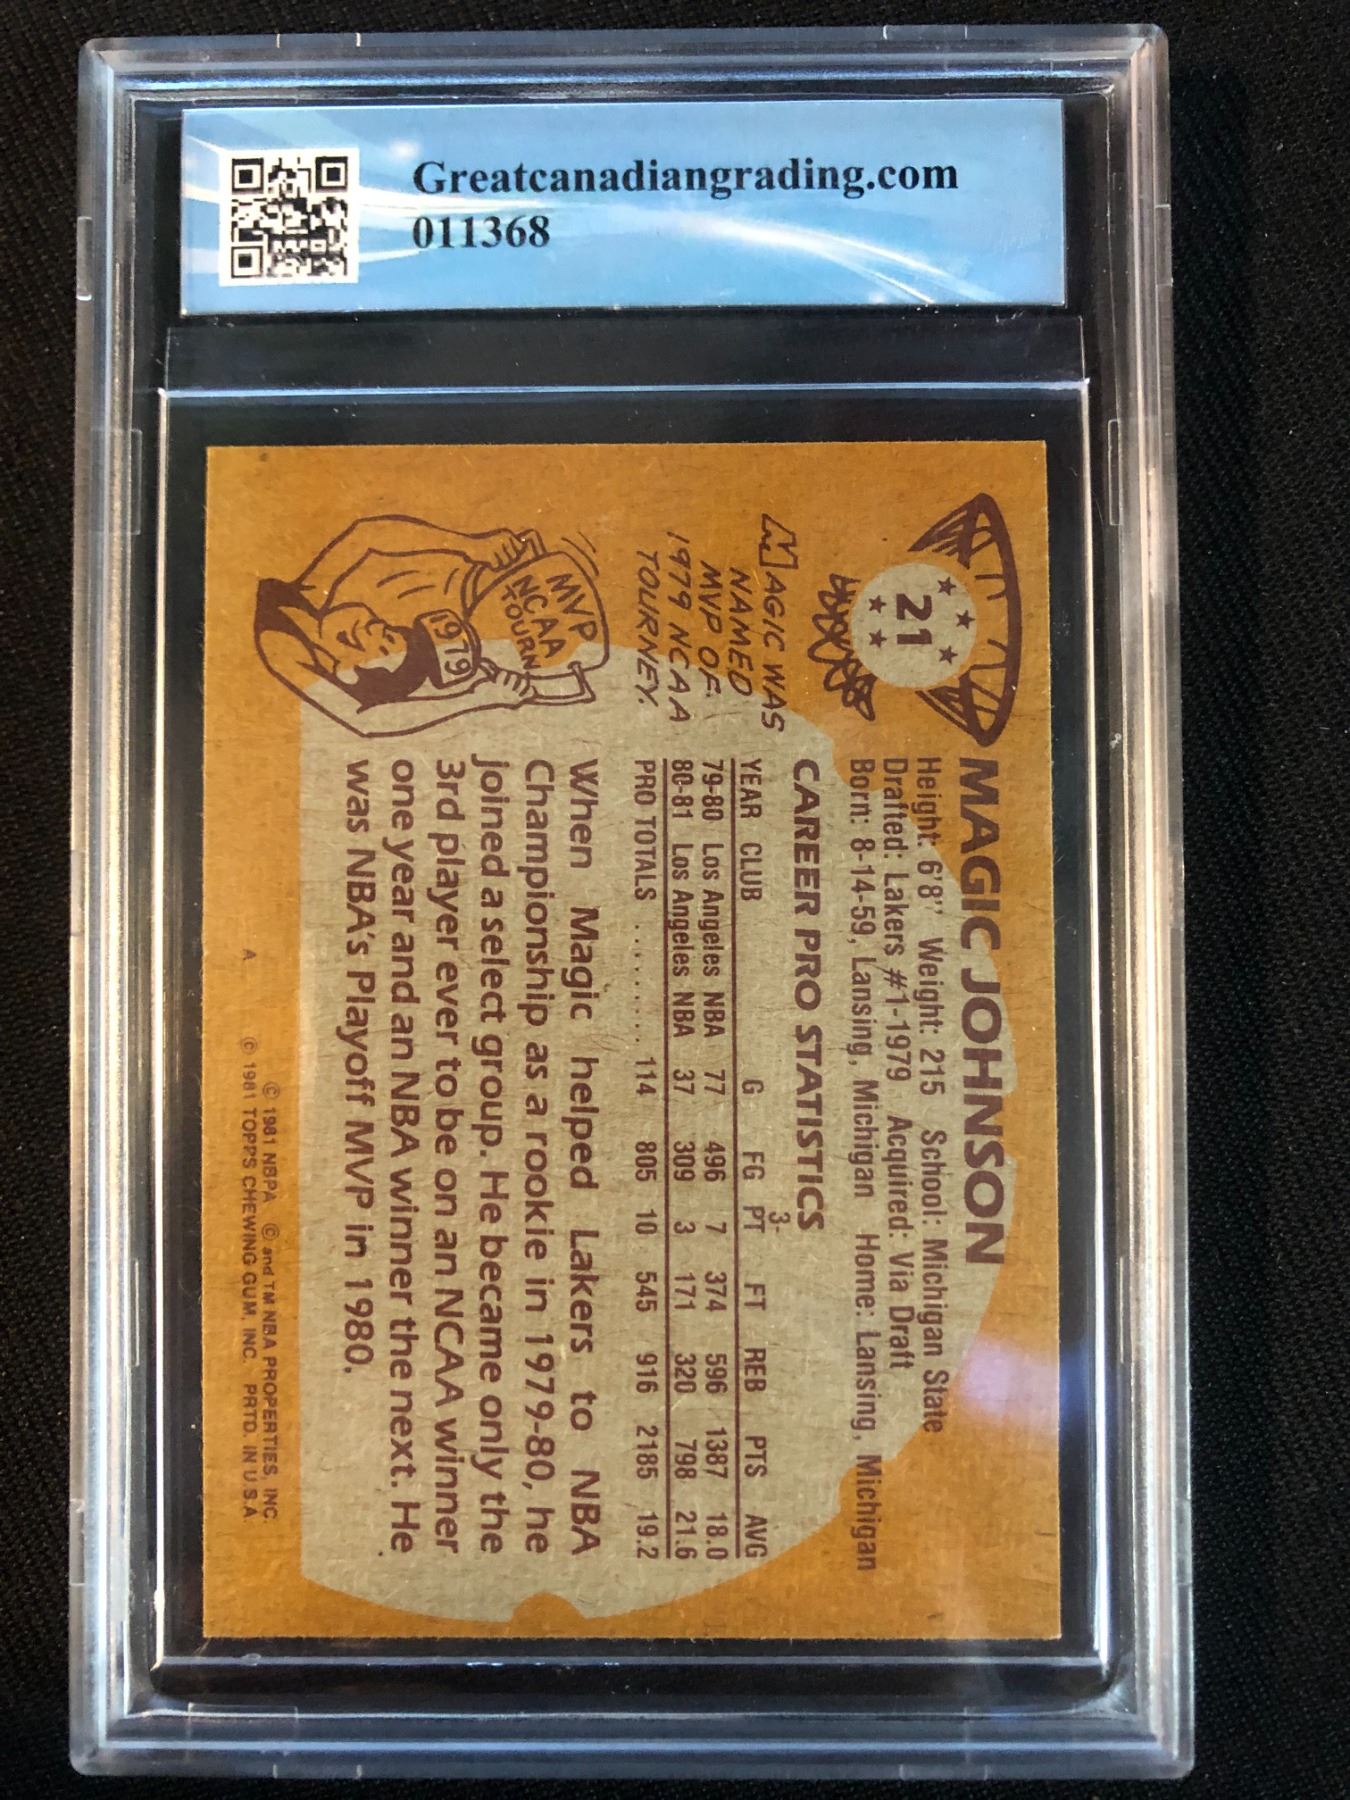 Greatcanadiangrading.com
011368
21
MAGIC JOHNSON
Height: 6'8" Weight: 215 School: Michigan State
Drafted: Lakers #1-1979 Acquired: Via Draft
Born: 8-14-59, Lansing, Michigan Home: Lansing, Michigan
MAGIC WAS
NAMED
MVP OF
1979 NCAA
TOURNEY.
MVP
NCAA
TOURN
1979
CAREER PRO STATISTICS
3-
YEAR CLUB G FG PT FT REB PTS AVG
79-80 Los Angeles NBA 77 496 7 374 596 1387 18.0
80-81 Los Angeles NBA 37 309 3 171 320 798 21.6
PRO TOTALS ......... 114 805 10 545 916 2185 19.2
When Magic helped Lakers to NBA
Championship as a rookie in 1979-80, he
joined a select group. He became only the
3rd player ever to be on an NCAA winner
one year and an NBA winner the next. He
was NBA's Playoff MVP in 1980.
© 1981 NBPA © and TM NBA PROPERTIES, INC.
A © 1981 TOPPS CHEWING GUM, INC. PRTD. IN U.S.A.